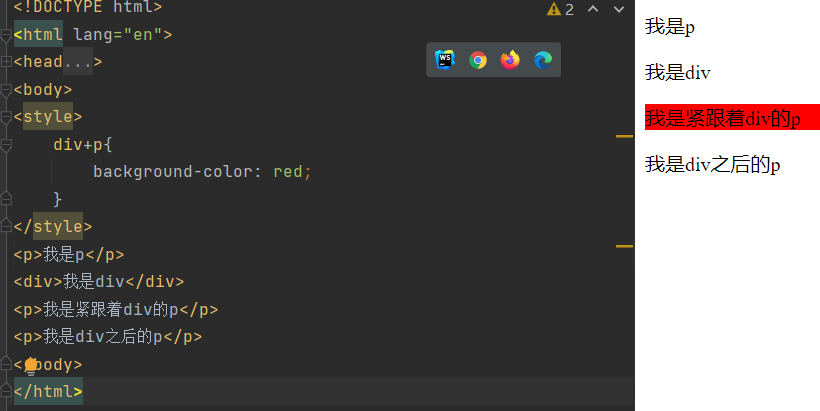 <!DOCTYPE html>
2
<html lang="en">
<head...>
<body>
<style>
div+p{
background-color: red;
}
</style>
<p>我是p</p>
<div>我是div</div>
<p>我是紧跟着div的p</p>
<p>我是div之后的p</p>
</body>
</html>
我是p
我是div
我是紧跟着div的p
我是div之后的p